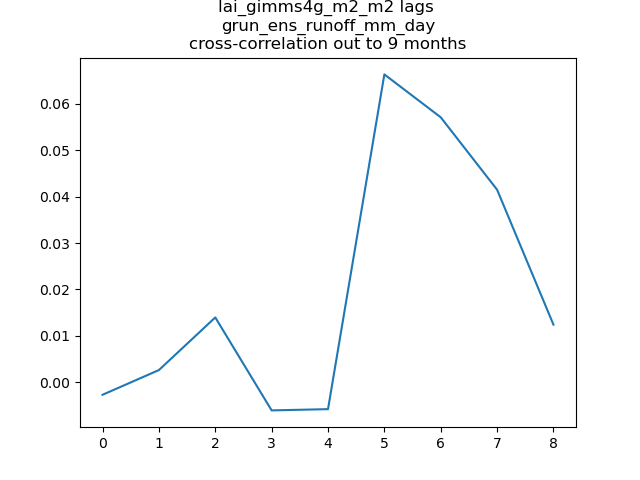 lai_gimms4g_m2_m2 lags
grun_ens_runoff_mm_day
cross-correlation out to 9 months
0.06
0.05
0.04
0.03
0.02
0.01
0.00
0 1 2 3 4 5 6 7 8